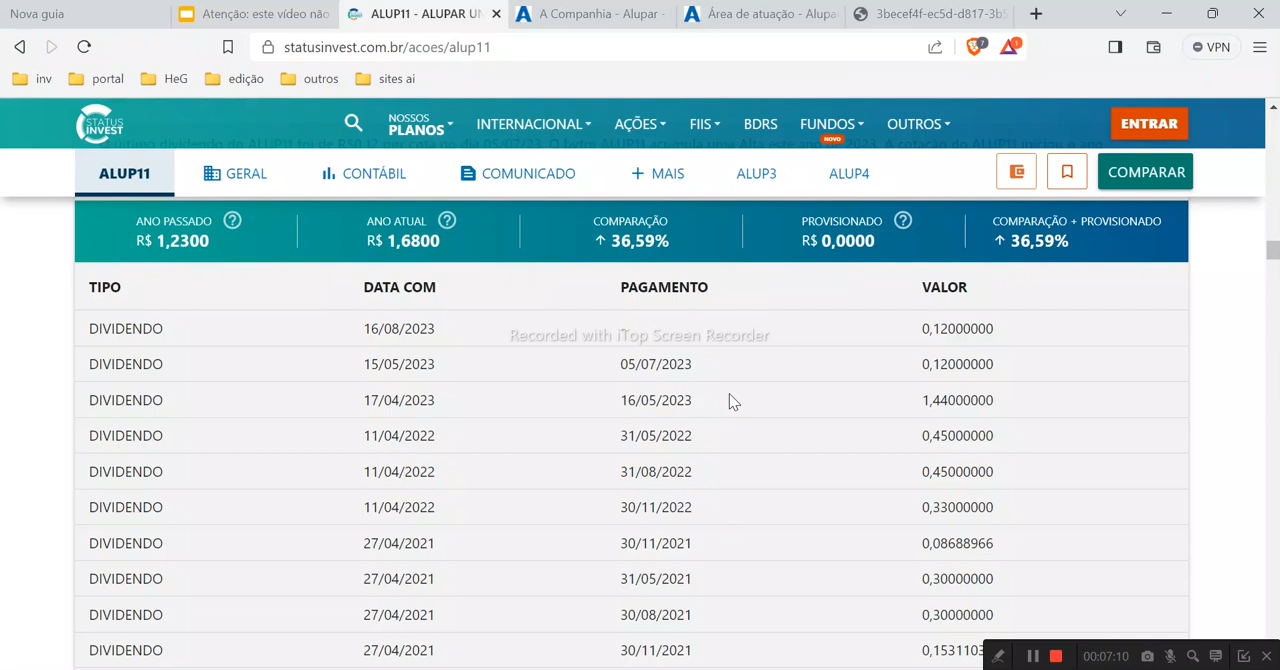 Nova guia
Atenção: este vídeo não
ALUP11 - ALUPAR UN
A Companhia - Alupar -
Área de atuação - Alupa
3becef4f-ec5d-d817-3b5
statusinvest.com.br/acoes/alup11
7
1
VPN
inv
portal
HeG
edição
outros
sites ai
STATUS
INVEST
NOSSOS
PLANOS
INTERNACIONAL
AÇÕES
FIIS
BDRS
FUNDOS
NOVO
OUTROS
ENTRAR
ALUP11
GERAL
CONTÁBIL
COMUNICADO
+ MAIS
ALUP3
ALUP4
COMPARAR
ANO PASSADO ?
R$ 1,2300
ANO ATUAL ?
R$ 1,6800
COMPARAÇÃO
↑ 36,59%
PROVISIONADO ?
R$ 0,0000
COMPARAÇÃO + PROVISIONADO
↑ 36,59%
TIPO DATA COM PAGAMENTO VALOR
DIVIDENDO 16/08/2023 - 0,12000000
Recorded with iTop Screen Recorder
DIVIDENDO 15/05/2023 05/07/2023 0,12000000
DIVIDENDO 17/04/2023 16/05/2023 1,44000000
DIVIDENDO 11/04/2022 31/05/2022 0,45000000
DIVIDENDO 11/04/2022 31/08/2022 0,45000000
DIVIDENDO 11/04/2022 30/11/2022 0,33000000
DIVIDENDO 27/04/2021 30/11/2021 0,08688966
DIVIDENDO 27/04/2021 31/05/2021 0,30000000
DIVIDENDO 27/04/2021 30/08/2021 0,30000000
DIVIDENDO 27/04/2021 30/11/2021 0,1531103
00:07:10